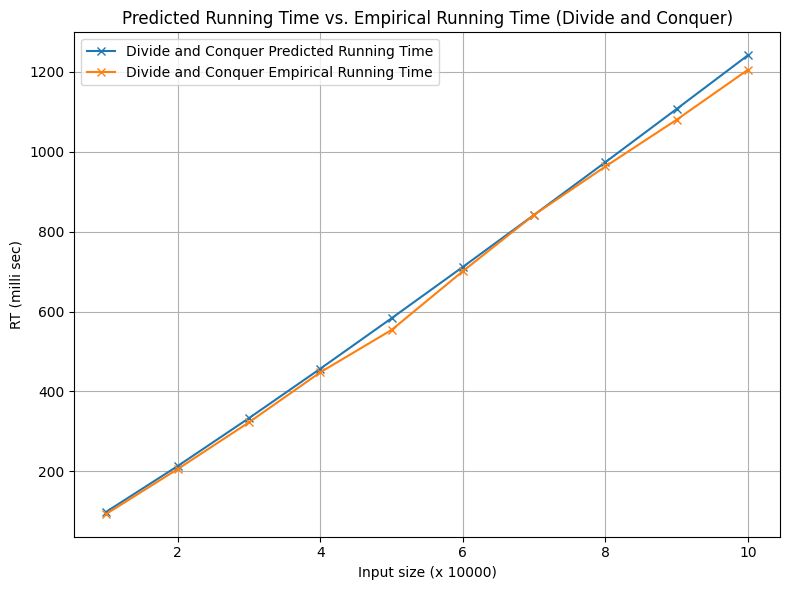 Predicted Running Time vs. Empirical Running Time (Divide and Conquer)
Divide and Conquer Predicted Running Time
Divide and Conquer Empirical Running Time
1200
1000
800
600
400
200
RT (milli sec)
2 4 6 8 10
Input size (x 10000)